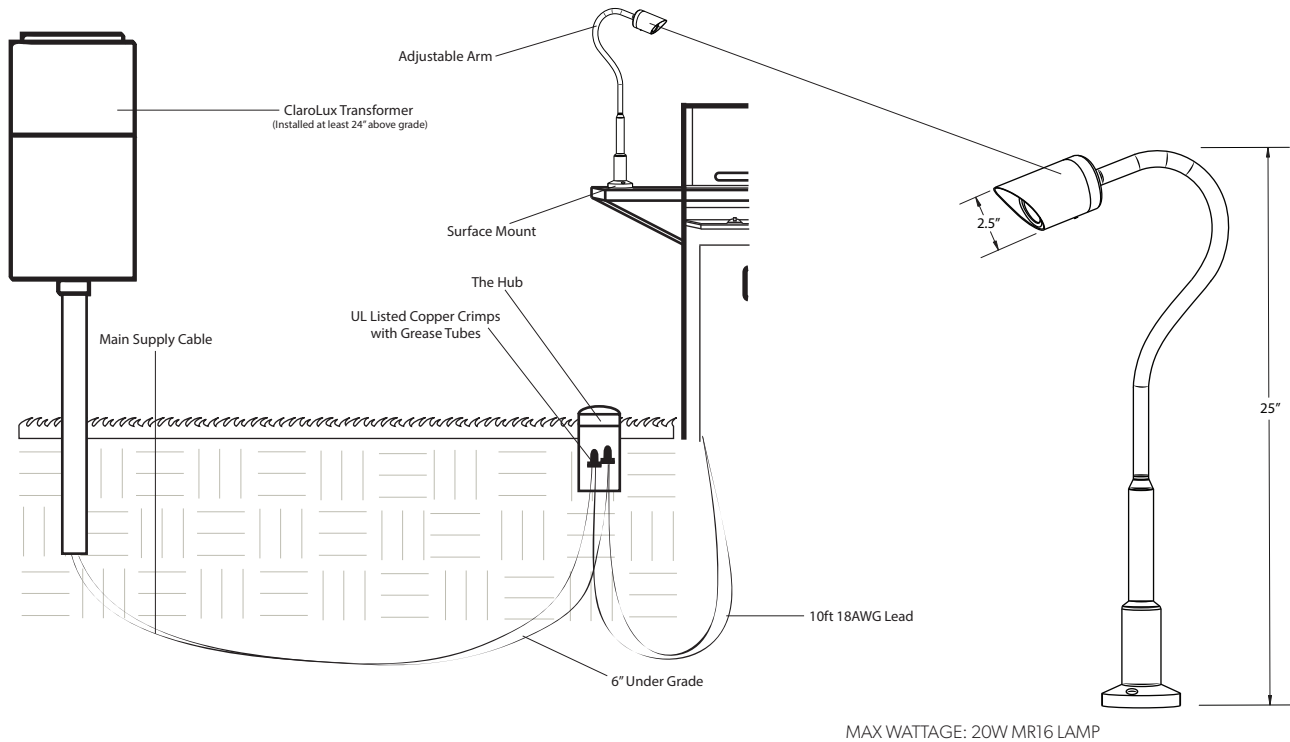 Adjustable Arm
ClaroLux Transformer
(Installed at least 24” above grade)
2.5”
Surface Mount
The Hub
UL Listed Copper Crimps
with Grease Tubes
Main Supply Cable
25”
10ft 18AWG Lead
6” Under Grade
MAX WATTAGE: 20W MR16 LAMP